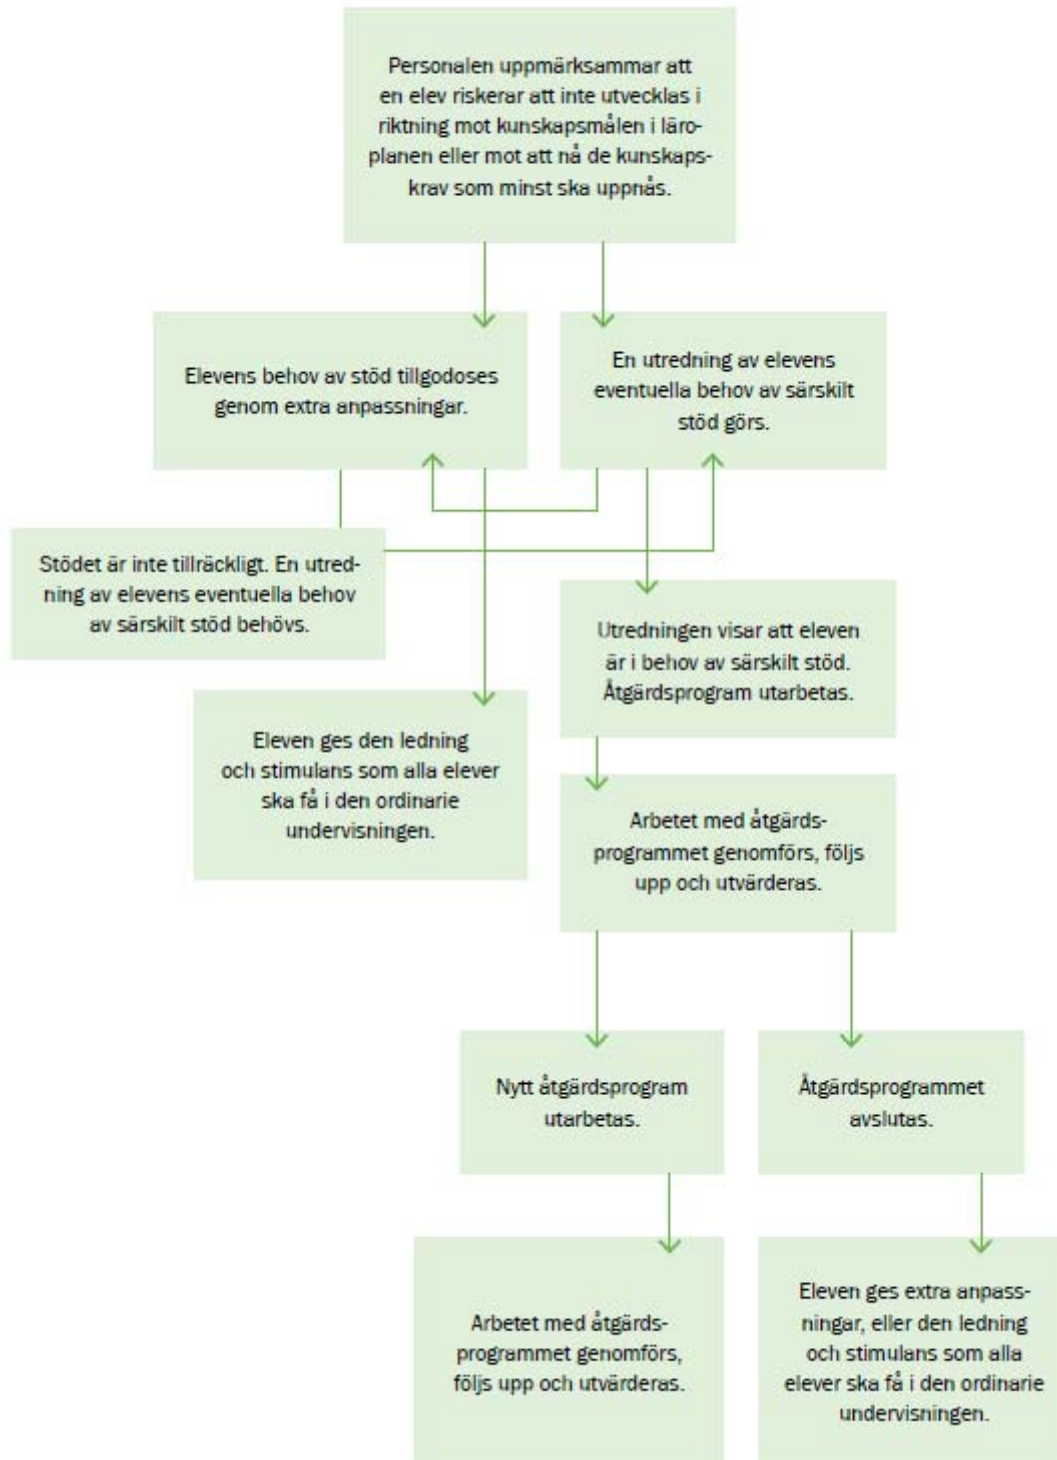 Personalen uppmärksammar att
en elev riskerar att inte utvecklas i
riktning mot kunskapsmålen i läro-
planen eller mot att nå de kunskaps-
krav som minst ska uppnås.
Elevens behov av stöd tillgodoses
genom extra anpassningar.
En utredning av elevens
eventuella behov av särskilt
stöd görs.
Stödet är inte tillräckligt. En utred-
ning av elevens eventuella behov
av särskilt stöd behövs.
Utredningen visar att eleven
är i behov av särskilt stöd.
Åtgärdsprogram utarbetas.
Eleven ges den ledning
och stimulans som alla elever
ska få i den ordinarie
undervisningen.
Arbetet med åtgärds-
programmet genomförs, följs
upp och utvärderas.
Nytt åtgärdsprogram
utarbetas.
Åtgärdsprogrammet
avslutas.
Arbetet med åtgärds-
programmet genomförs,
följs upp och utvärderas.
Eleven ges extra anpass-
ningar, eller den ledning
och stimulans som alla
elever ska få i den ordinarie
undervisningen.